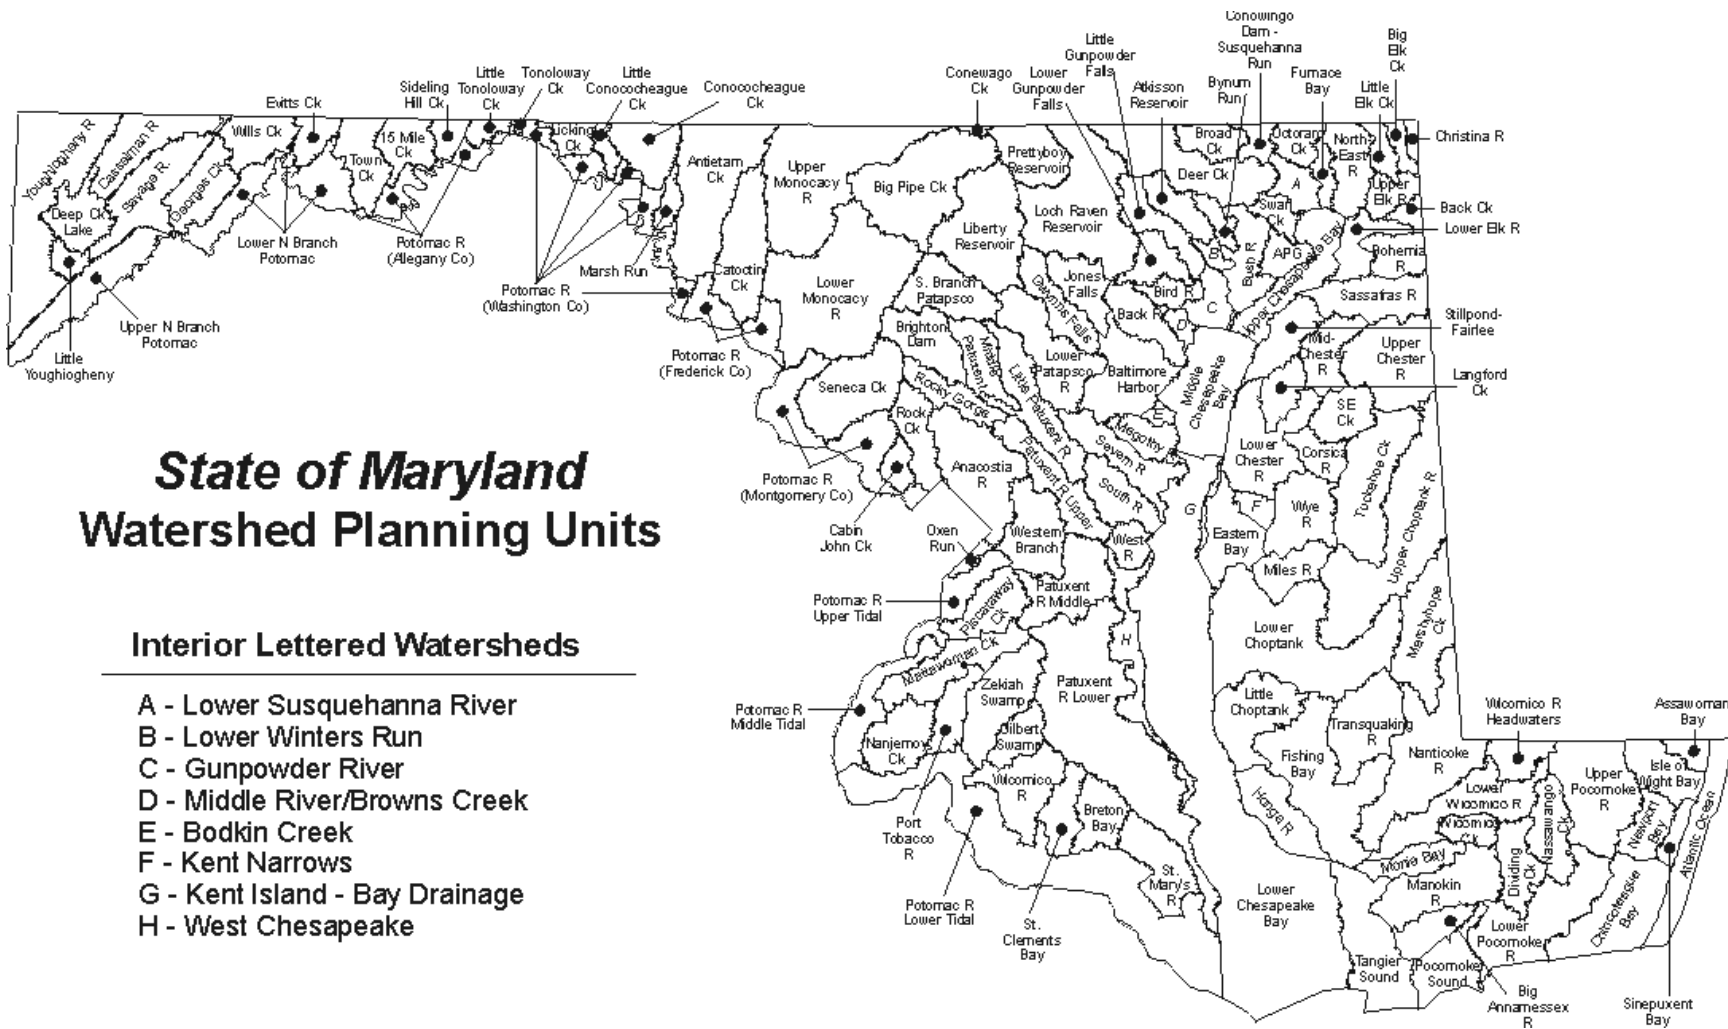 Conowingo
Dam -
Susquehanna
Run
Big
Elk
Ck
Little
Gunpowder
Falls
Furnace
Bay
Little
Tonoloway
Ck
Tonoloway
Ck
Little
Conococheague
Ck
Sideling
Hill Ck
Conococheague
Ck
Conewago
Ck
Lower
Gunpowder
Falls
Atkisson
Reservoir
Bynum
Run
Little
Elk Ck
Evitts Ck
Christina R
Youghiogheny R
Casselman R
Savage R.
Georges Ck
Wills Ck
Town
Ck
15 Mile
Ck
Licking
Ck
Antietam
Ck
Upper
Monocacy
R
Big Pipe Ck
Prettyboy
Reservoir
Broad
Ck
Octoraro
Ck
North-
East
R
Deer Ck
A
Upper
Elk R
Back Ck
Lower Elk R
Deep Ck
Lake
Lower N Branch
Potomac
Potomac R
(Allegany Co)
Marsh Run
Potomac R
(Washington Co)
Catoctin
Ck
Lower
Monocacy
R
Liberty
Reservoir
Loch Raven
Reservoir
Swan
Ck
B
Bush R
APG
Upper Chesapeake Bay
Bohemia
R
S. Branch
Patapsco
Jones
Falls
Gwynns Falls
Bird R
C
Sassafras R
Back R
D
Stillpond-
Fairlee
Upper N Branch
Potomac
Little
Youghiogheny
Potomac R
(Frederick Co)
Brighton
Dam
Middle
Patuxent
Little Patuxent R
Lower
Patapsco
R
Baltimore
Harbor
Middle
Chesepeake
Bay
Mid-
Chester
R
Upper
Chester
R
Langford
Ck
Seneca Ck
Rocky Gorge
Rock
Ck
E
SE
Ck
Magothy R
Severn R
Lower
Chester
R
Corsica
R
Tuckahoe Ck
Anacostia
R
Patuxent R Upper
South R
Potomac R
(Montgomery Co)
Cabin
John Ck
G
F
Wye
R
Upper Choptank R
State of Maryland
Watershed Planning Units
Oxen
Run
Western
Branch
West
R
Eastern
Bay
Miles R
Potomac R
Upper Tidal
Piscataway
Ck
Patuxent
R Middle
H
Lower
Choptank
Marshyhope
Ck
Interior Lettered Watersheds
A - Lower Susquehanna River
B - Lower Winters Run
C - Gunpowder River
D - Middle River/Browns Creek
E - Bodkin Creek
F - Kent Narrows
G - Kent Island - Bay Drainage
H - West Chesapeake
Mattawoman Ck
Zekiah
Swamp
Patuxent
R Lower
Potomac R
Middle Tidal
Nanjemoy
Ck
Gilbert
Swamp
Little
Choptank
Transquaking
R
Fishing
Bay
Nanticoke
R
Wicomico R
Headwaters
Assawoman
Bay
Isle of
Wight Bay
Upper
Pocomoke
R
Wicomico
R
Port
Tobacco
R
Breton
Bay
Honga R
Lower
Wicomico R
Wicomico
Ck
Nassawango
Ck
Newport
Bay
Atlantic Ocean
Monie Bay
Dividing
Ck
Manokin
R
St.
Mary's
R
Potomac R
Lower Tidal
St.
Clements
Bay
Lower
Chesapeake
Bay
Chincoteague
Bay
Lower
Pocomoke
R
Tangier
Sound
Pocomoke
Sound
Big
Annamessex
R
Sinepuxent
Bay